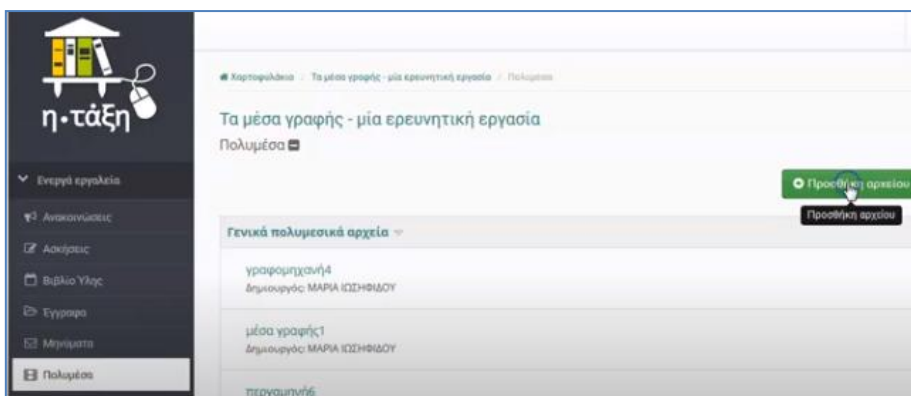 η·τάξη
Χαρτοφυλάκιο / Τα μέσα γραφής - μία ερευνητική εργασία / Πολυμέσα
Τα μέσα γραφής - μία ερευνητική εργασία
Πολυμέσα
Ενεργά εργαλεία
Προσθήκη αρχείου
Ανακοινώσεις
Προσθήκη αρχείου
Ασκήσεις
Γενικά πολυμεσικά αρχεία
Βιβλίο Ύλης
γραφομηχανή4
Δημιουργός: ΜΑΡΙΑ ΙΩΣΗΦΙΔΟΥ
Έγγραφα
μέσα γραφής1
Μηνύματα
Δημιουργός: ΜΑΡΙΑ ΙΩΣΗΦΙΔΟΥ
Πολυμέσα
περγαμηνή6